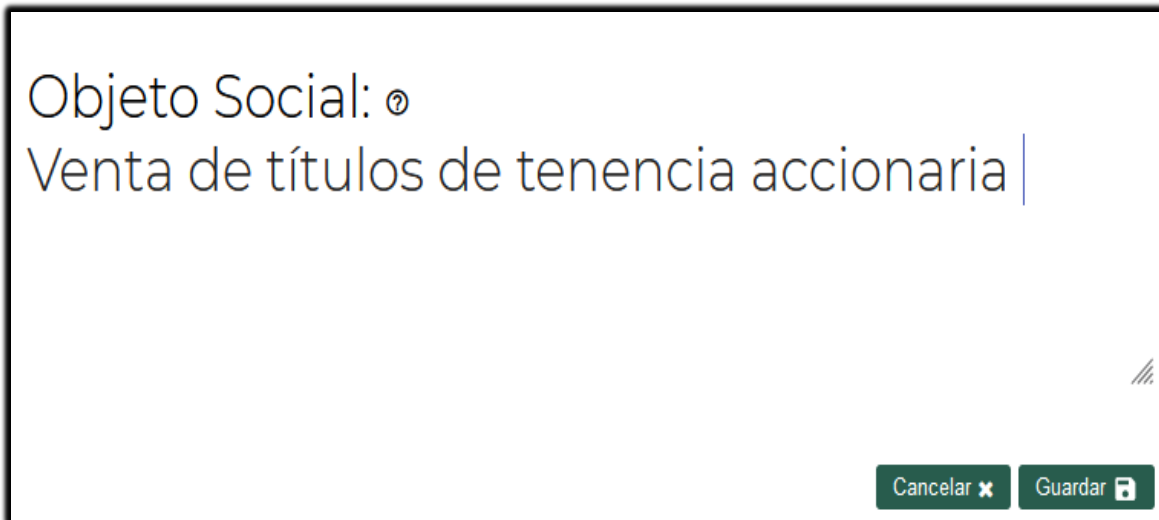 Objeto Social:
Venta de títulos de tenencia accionaria
Cancelar
Guardar